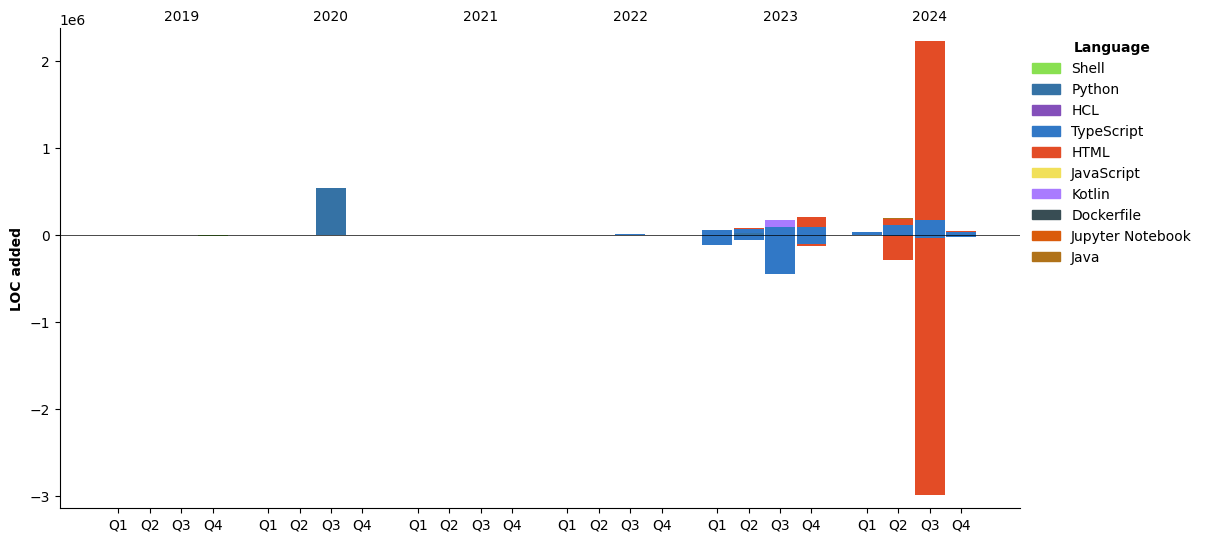 1e6
2019 2020 2021 2022 2023 2024
2
1
0
−1
−2
−3
LOC added
Q1 Q2 Q3 Q4 Q1 Q2 Q3 Q4 Q1 Q2 Q3 Q4 Q1 Q2 Q3 Q4 Q1 Q2 Q3 Q4 Q1 Q2 Q3 Q4
Language
Shell
Python
HCL
TypeScript
HTML
JavaScript
Kotlin
Dockerfile
Jupyter Notebook
Java